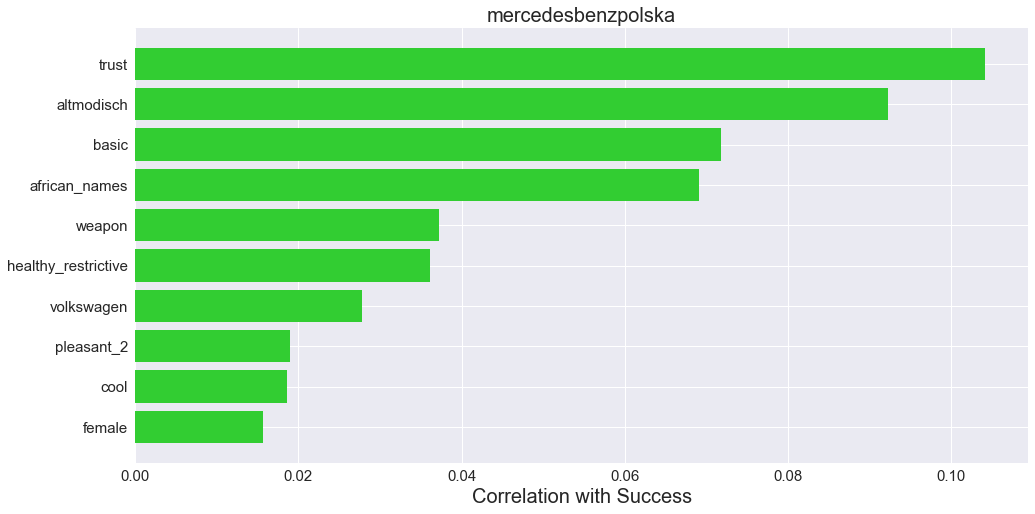 mercedesbenzpolska
trust
altmodisch
basic
african_names
weapon
healthy_restrictive
volkswagen
pleasant_2
cool
female
0.00 0.02 0.04 0.06 0.08 0.10
Correlation with Success